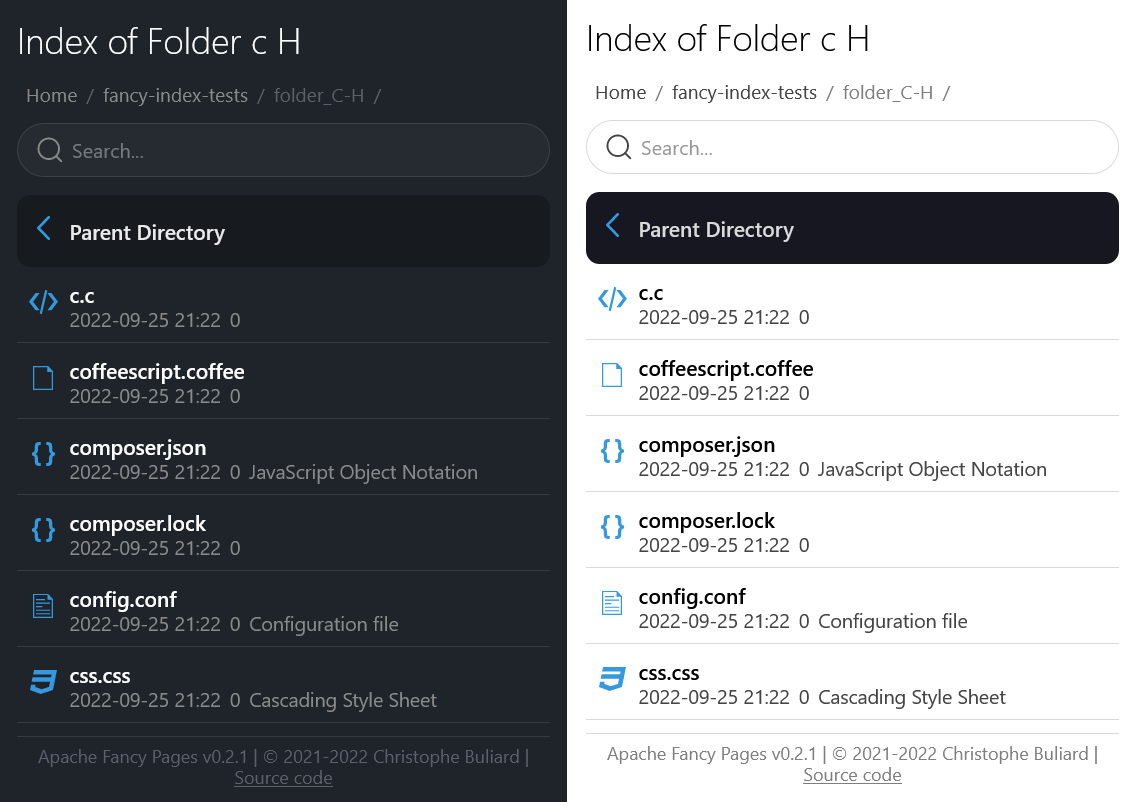 Index of Folder c H
Home / fancy-index-tests / folder_C-H /
Search...
Parent Directory
c.c
2022-09-25 21:22 0
coffeescript.coffee
2022-09-25 21:22 0
composer.json
2022-09-25 21:22 0 JavaScript Object Notation
composer.lock
2022-09-25 21:22 0
config.conf
2022-09-25 21:22 0 Configuration file
css.css
2022-09-25 21:22 0 Cascading Style Sheet
Apache Fancy Pages v0.2.1 | © 2021-2022 Christophe Buliard |
Source code
Index of Folder c H
Home / fancy-index-tests / folder_C-H /
Search...
Parent Directory
c.c
2022-09-25 21:22 0
coffeescript.coffee
2022-09-25 21:22 0
composer.json
2022-09-25 21:22 0 JavaScript Object Notation
composer.lock
2022-09-25 21:22 0
config.conf
2022-09-25 21:22 0 Configuration file
css.css
2022-09-25 21:22 0 Cascading Style Sheet
Apache Fancy Pages v0.2.1 | © 2021-2022 Christophe Buliard |
Source code